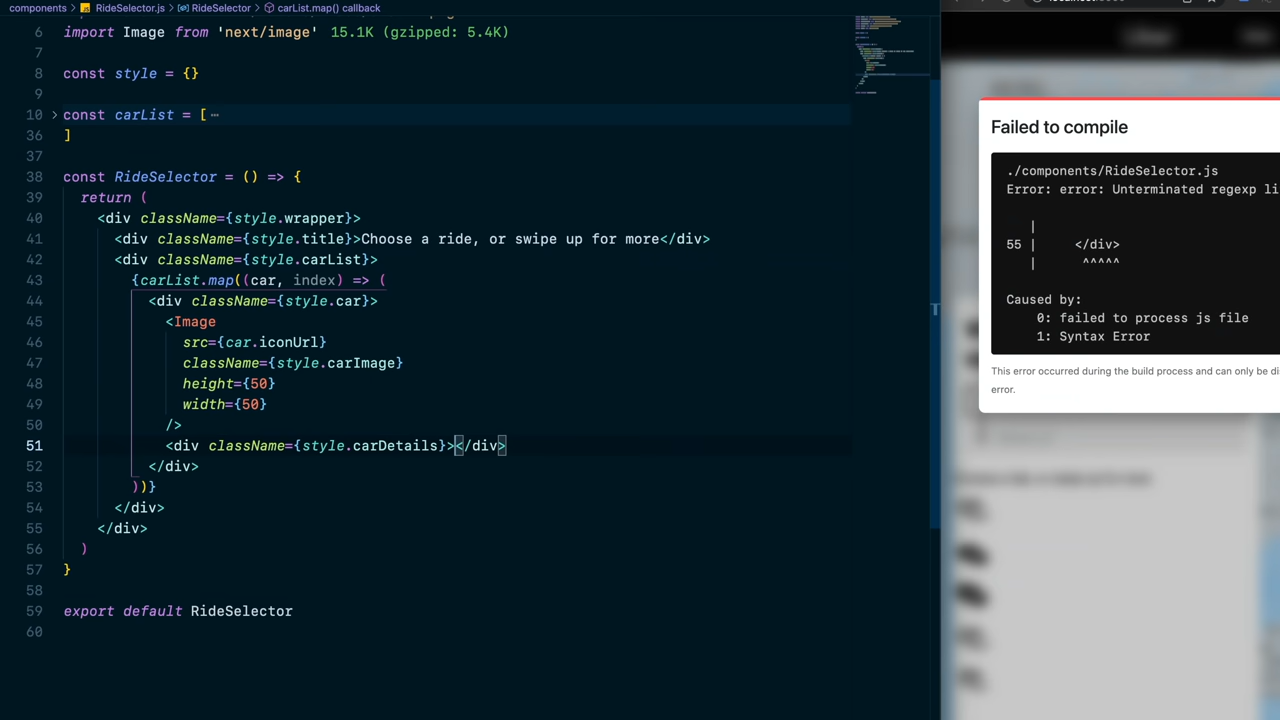 components > RideSelector.js > RideSelector > carList.map() callback
6 import Image from 'next/image' 15.1K (gzipped: 5.4K)
7
8 const style = {}
9
10 const carList = [ ⋯
36 ]
37
38 const RideSelector = () => {
39 return (
40 <div className={style.wrapper}>
41 <div className={style.title}>Choose a ride, or swipe up for more</div>
42 <div className={style.carList}>
43 {carList.map((car, index) => (
44 <div className={style.car}>
45 <Image
46 src={car.iconUrl}
47 className={style.carImage}
48 height={50}
49 width={50}
50 />
51 <div className={style.carDetails}></div>
52 </div>
53 ))}
54 </div>
55 </div>
56 )
57 }
58
59 export default RideSelector
60
Failed to compile
./components/RideSelector.js
Error: error: Unterminated regexp li
|
55 | </div>
| ^^^^^
Caused by:
0: failed to process js file
1: Syntax Error
This error occurred during the build process and can only be di
error.